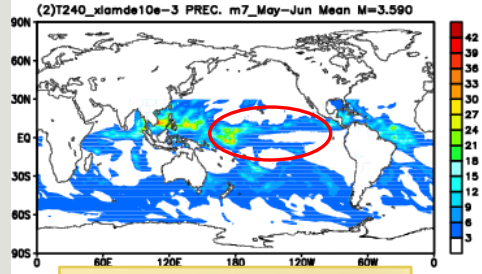 (2)T240_xlamde10e-3 PREC. m7_May-Jun Mean M=3.590
90N
60N
30N
EQ
30S
60S
90S
0
60E
120E
180
120W
60W
0
42
39
36
33
30
27
24
21
18
15
12
9
6
3